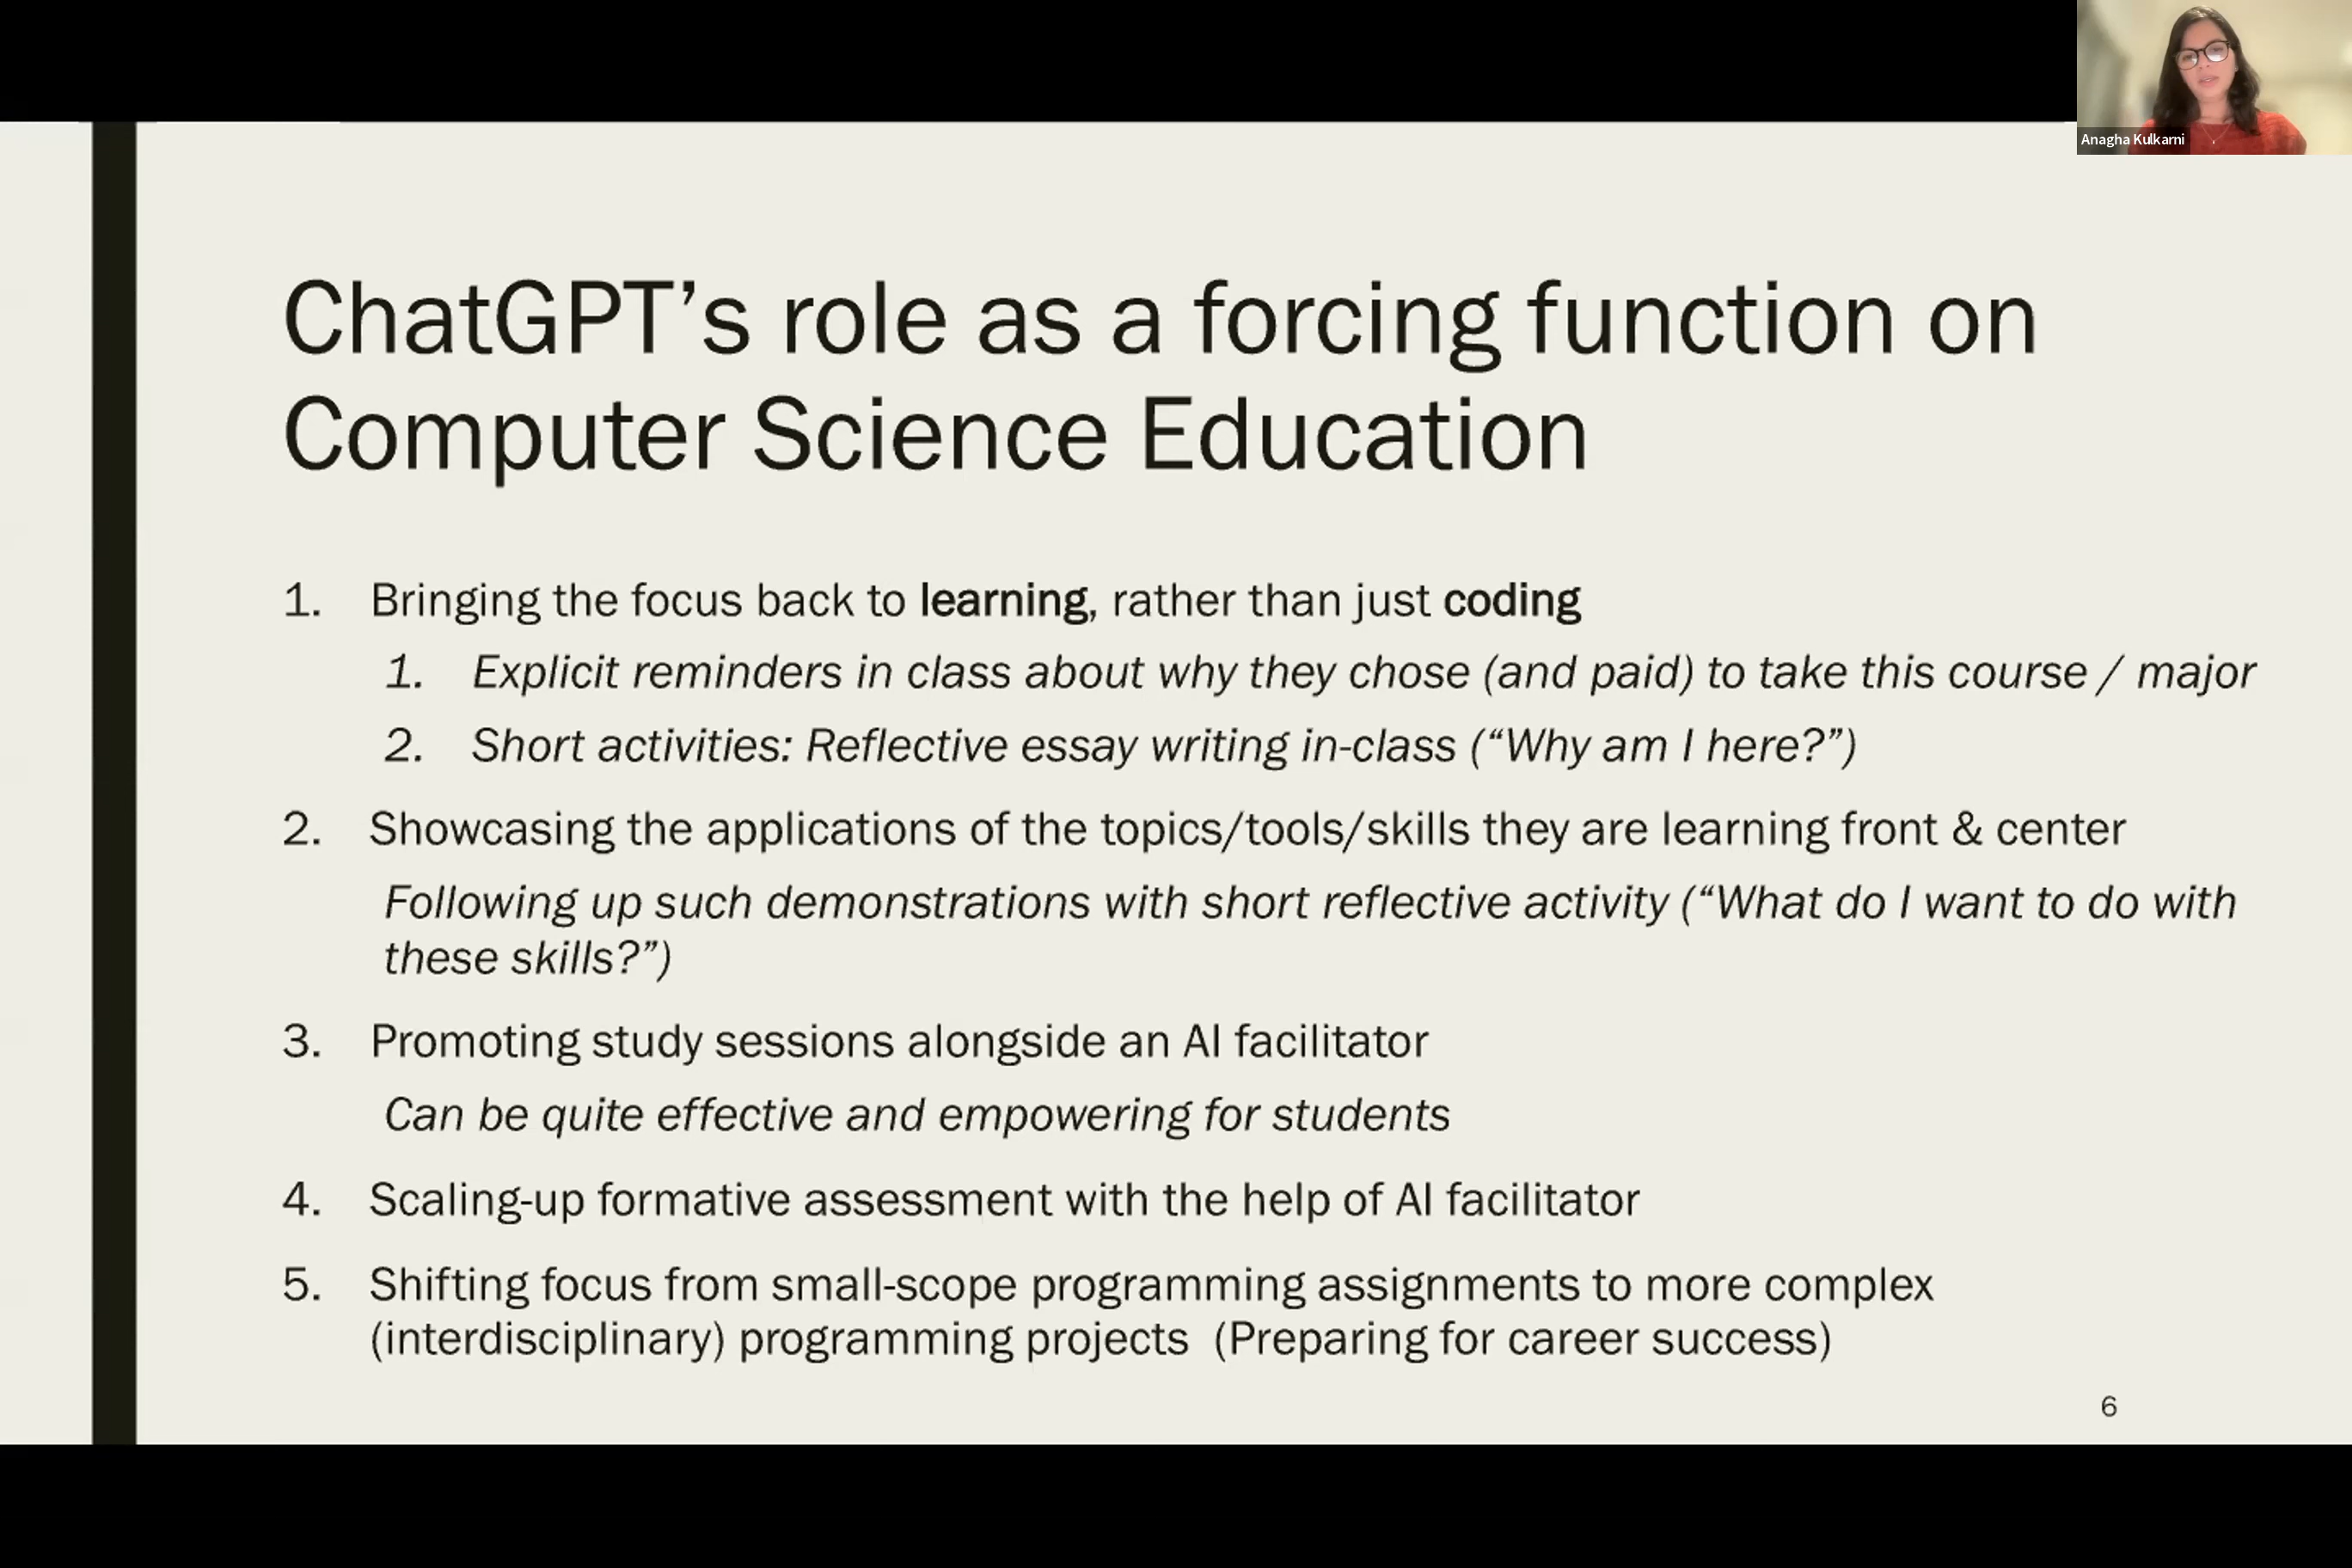 Anagha Kulkarni
ChatGPT’s role as a forcing function on
Computer Science Education
1. Bringing the focus back to learning, rather than just coding
1. Explicit reminders in class about why they chose (and paid) to take this course / major
2. Short activities: Reflective essay writing in-class (“Why am I here?”)
2. Showcasing the applications of the topics/tools/skills they are learning front & center
Following up such demonstrations with short reflective activity (“What do I want to do with
these skills?”)
3. Promoting study sessions alongside an AI facilitator
Can be quite effective and empowering for students
4. Scaling-up formative assessment with the help of AI facilitator
5. Shifting focus from small-scope programming assignments to more complex
(interdisciplinary) programming projects (Preparing for career success)
6